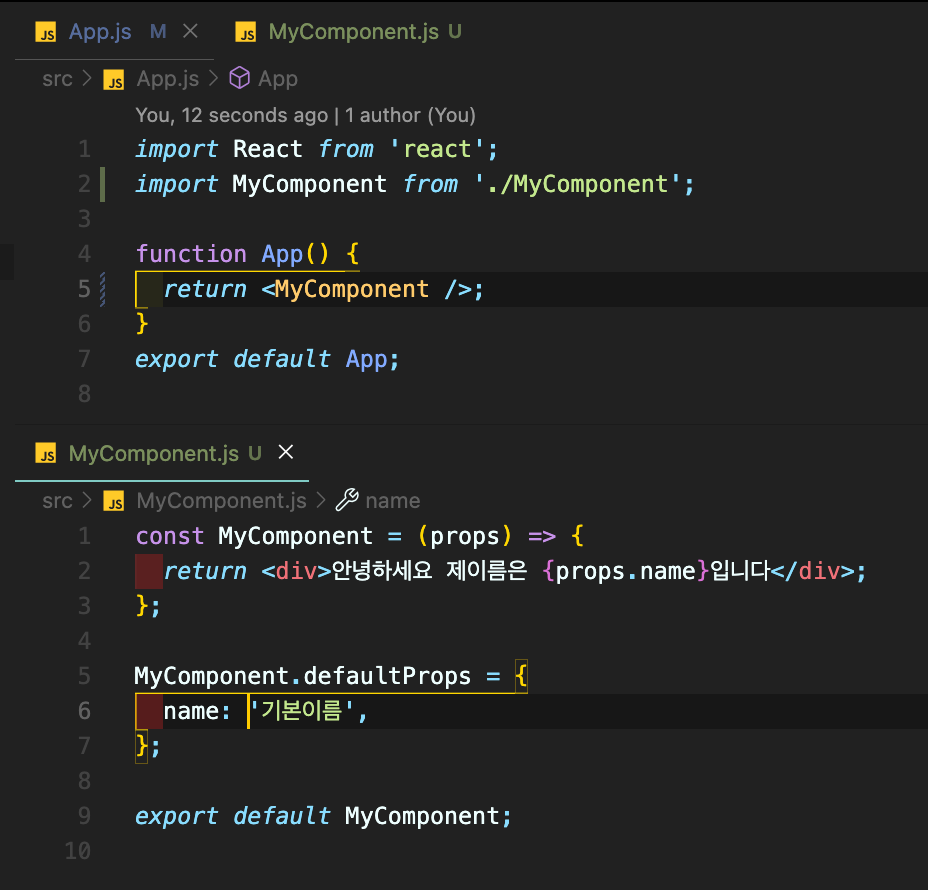 JS App.js M × JS MyComponent.js U
src > JS App.js > App
You, 12 seconds ago | 1 author (You)
1 import React from 'react';
2 import MyComponent from './MyComponent';
3
4 function App() {
5 return <MyComponent />;
6 }
7 export default App;
8
JS MyComponent.js U ×
src > JS MyComponent.js > name
1 const MyComponent = (props) => {
2 return <div>안녕하세요 제이름은 {props.name}입니다</div>;
3 };
4
5 MyComponent.defaultProps = {
6 name: '기본이름',
7 };
8
9 export default MyComponent;
10